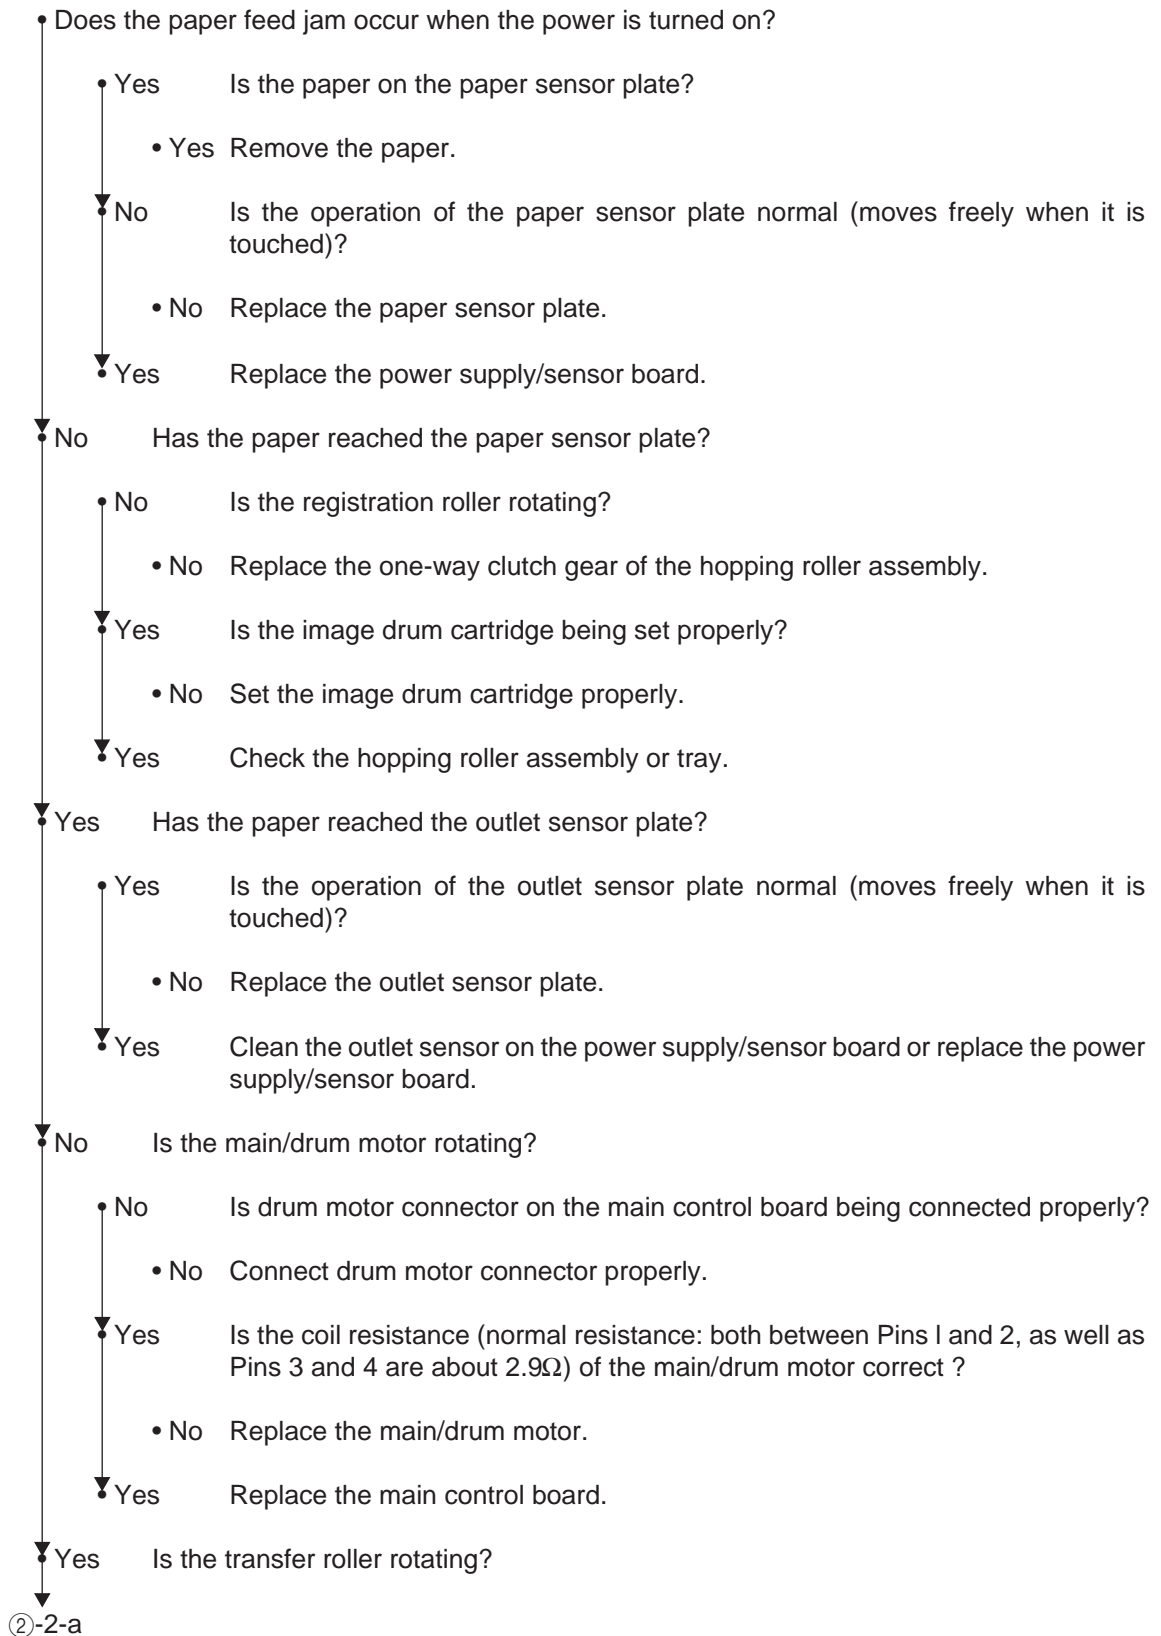 • Does the paper feed jam occur when the power is turned on?
• Yes Is the paper on the paper sensor plate?
• Yes Remove the paper.
• No Is the operation of the paper sensor plate normal (moves freely when it is
touched)?
• No Replace the paper sensor plate.
• Yes Replace the power supply/sensor board.
• No Has the paper reached the paper sensor plate?
• No Is the registration roller rotating?
• No Replace the one-way clutch gear of the hopping roller assembly.
• Yes Is the image drum cartridge being set properly?
• No Set the image drum cartridge properly.
• Yes Check the hopping roller assembly or tray.
• Yes Has the paper reached the outlet sensor plate?
• Yes Is the operation of the outlet sensor plate normal (moves freely when it is
touched)?
• No Replace the outlet sensor plate.
• Yes Clean the outlet sensor on the power supply/sensor board or replace the power
supply/sensor board.
• No Is the main/drum motor rotating?
• No Is drum motor connector on the main control board being connected properly?
• No Connect drum motor connector properly.
• Yes Is the coil resistance (normal resistance: both between Pins l and 2, as well as
Pins 3 and 4 are about 2.9Ω) of the main/drum motor correct ?
• No Replace the main/drum motor.
• Yes Replace the main control board.
• Yes Is the transfer roller rotating?
②-2-a